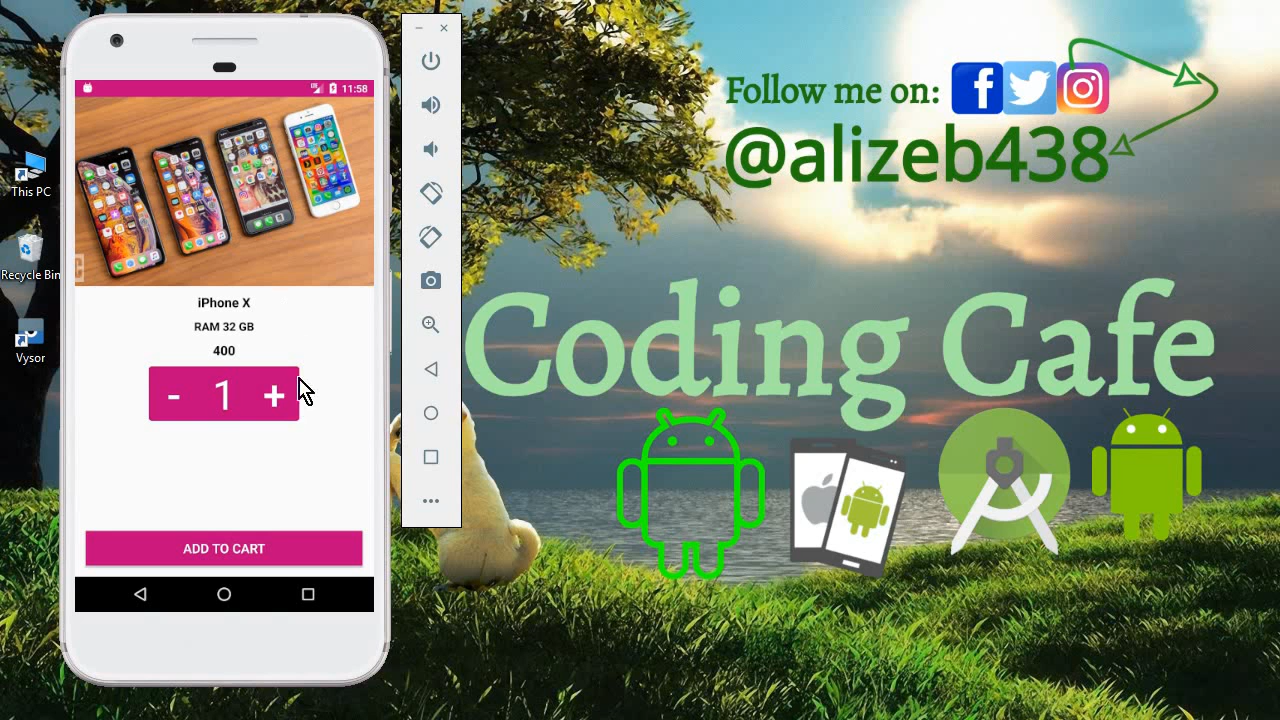 11:58
This PC
Recycle Bin
Vysor
iPhone X
RAM 32 GB
400
- 1 +
ADD TO CART
Follow me on:
@alizeb438
Coding Cafe